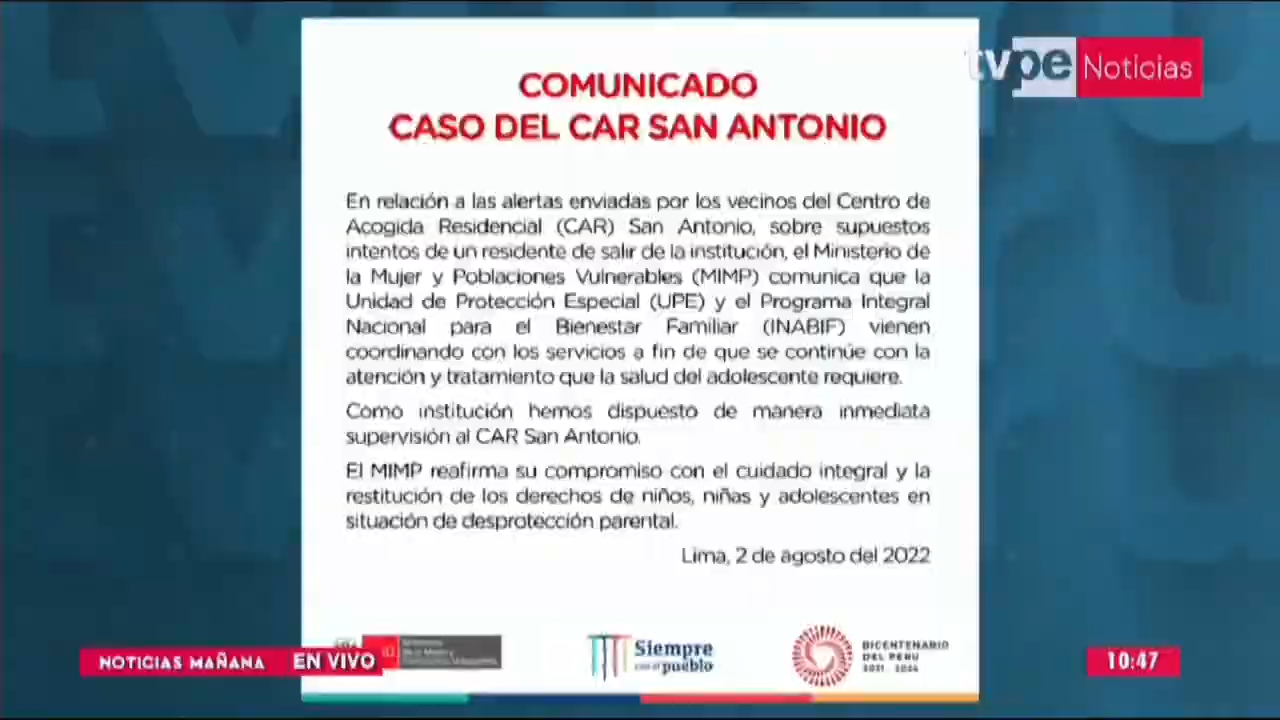 tvpe Noticias
COMUNICADO
CASO DEL CAR SAN ANTONIO
En relación a las alertas enviadas por los vecinos del Centro de
Acogida Residencial (CAR) San Antonio, sobre supuestos
intentos de un residente de salir de la institución, el Ministerio de
la Mujer y Poblaciones Vulnerables (MIMP) comunica que la
Unidad de Protección Especial (UPE) y el Programa Integral
Nacional para el Bienestar Familiar (INABIF) vienen
coordinando con los servicios a fin de que se continúe con la
atención y tratamiento que la salud del adolescente requiere.
Como institución hemos dispuesto de manera inmediata
supervisión al CAR San Antonio.
El MIMP reafirma su compromiso con el cuidado integral y la
restitución de los derechos de niños, niñas y adolescentes en
situación de desprotección parental.
Lima, 2 de agosto del 2022
Siempre
con el pueblo
BICENTENARIO
DEL PERÚ
2021 - 2024
NOTICIAS MAÑANA EN VIVO
10:47